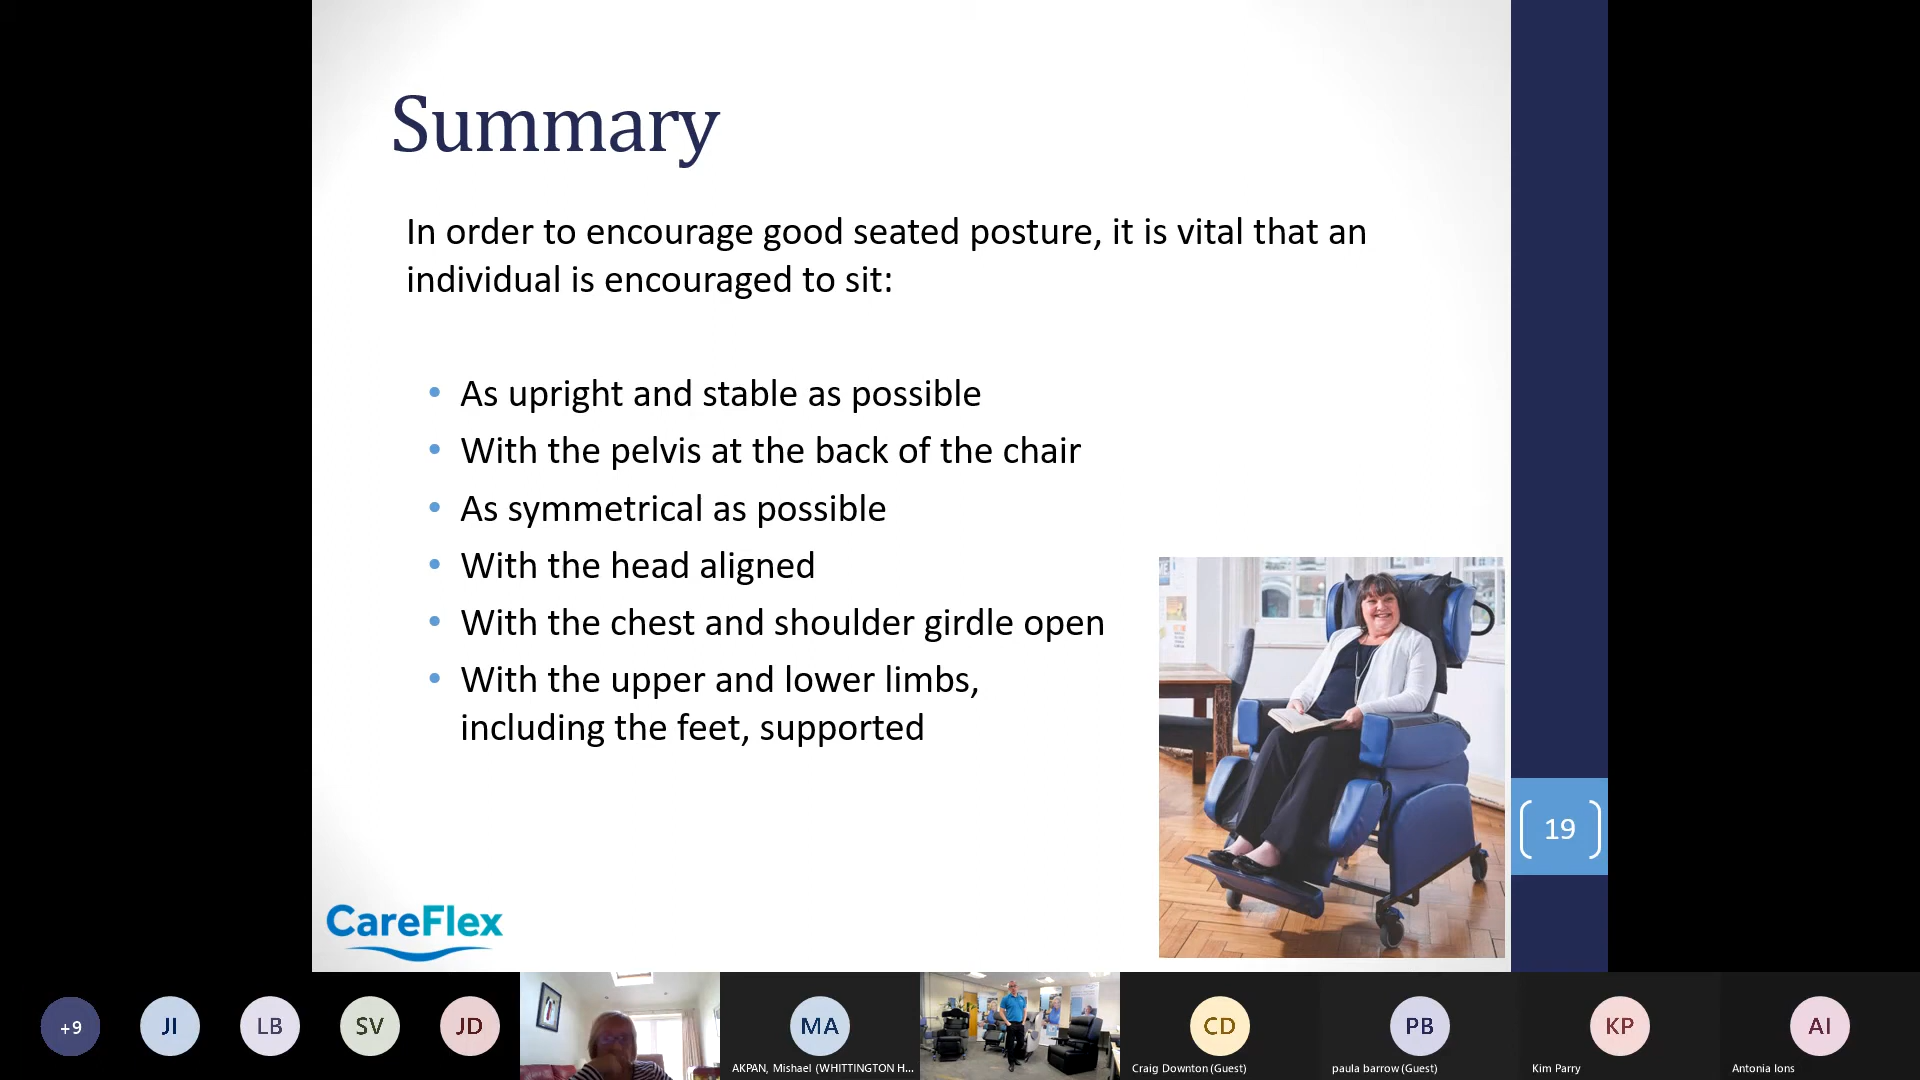 Summary
In order to encourage good seated posture, it is vital that an
individual is encouraged to sit:
• As upright and stable as possible
• With the pelvis at the back of the chair
• As symmetrical as possible
• With the head aligned
• With the chest and shoulder girdle open
• With the upper and lower limbs,
including the feet, supported
19
CareFlex
+9
JI
LB
SV
JD
MA
AKPAN, Mishael (WHITTINGTON H...
CD
Craig Downton (Guest)
PB
paula barrow (Guest)
KP
Kim Parry
AI
Antonia Ions